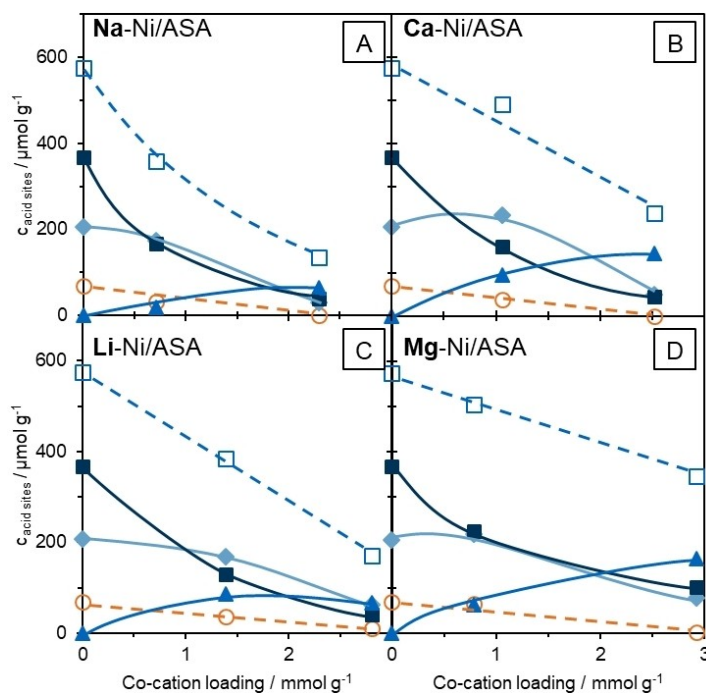 Na-Ni/ASA
A
Ca-Ni/ASA
B
600
400
200
0
c acid sites / μmol g-1
Li-Ni/ASA
C
Mg-Ni/ASA
D
600
400
200
0
c acid sites / μmol g-1
0 1 2 0 1 2 3
Co-cation loading / mmol g-1 Co-cation loading / mmol g-1